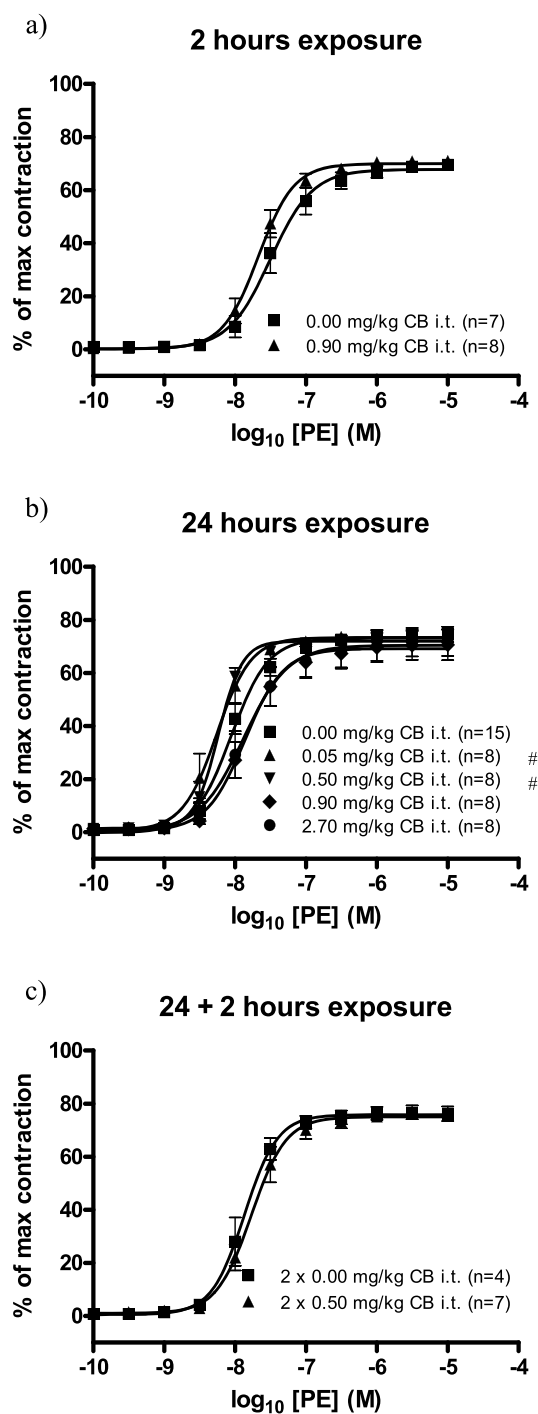 a)
2 hours exposure
% of max contraction
100
80
60
40
20
0
0.00 mg/kg CB i.t. (n=7)
0.90 mg/kg CB i.t. (n=8)
-10 -9 -8 -7 -6 -5 -4
log10 [PE] (M)
b)
24 hours exposure
% of max contraction
100
80
60
40
20
0
0.00 mg/kg CB i.t. (n=15)
0.05 mg/kg CB i.t. (n=8) #
0.50 mg/kg CB i.t. (n=8) #
0.90 mg/kg CB i.t. (n=8)
2.70 mg/kg CB i.t. (n=8)
-10 -9 -8 -7 -6 -5 -4
log10 [PE] (M)
c)
24 + 2 hours exposure
% of max contraction
100
80
60
40
20
0
2 x 0.00 mg/kg CB i.t. (n=4)
2 x 0.50 mg/kg CB i.t. (n=7)
-10 -9 -8 -7 -6 -5 -4
log10 [PE] (M)